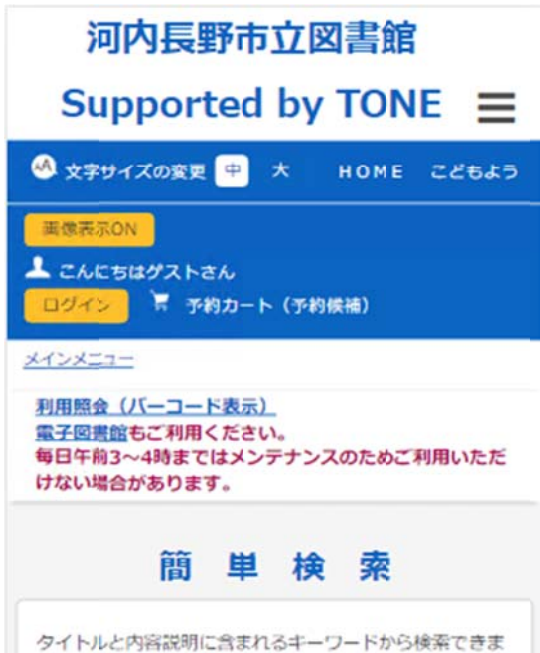 河内長野市立図書館
Supported by TONE
文字サイズの変更 中 大 HOME こどもよう
画像表示ON
こんにちはゲストさん
ログイン 予約カート（予約候補）
メインメニュー
利用照会（バーコード表示）
電子図書館もご利用ください。
毎日午前3～4時まではメンテナンスのためご利用いただ
けない場合があります。
簡 単 検 索
タイトルと内容説明に含まれるキーワードから検索できま